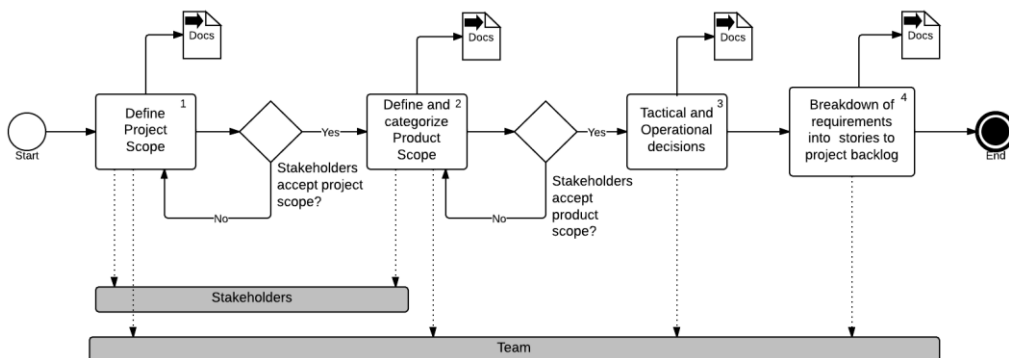 Docs
Docs
Docs
Docs
Start
1
Define
Project
Scope
Yes
Stakeholders
accept project
scope?
No
2
Define and
categorize
Product
Scope
Yes
Stakeholders
accept
product
scope?
No
3
Tactical and
Operational
decisions
4
Breakdown of
requirements
into stories to
project backlog
End
Stakeholders
Team